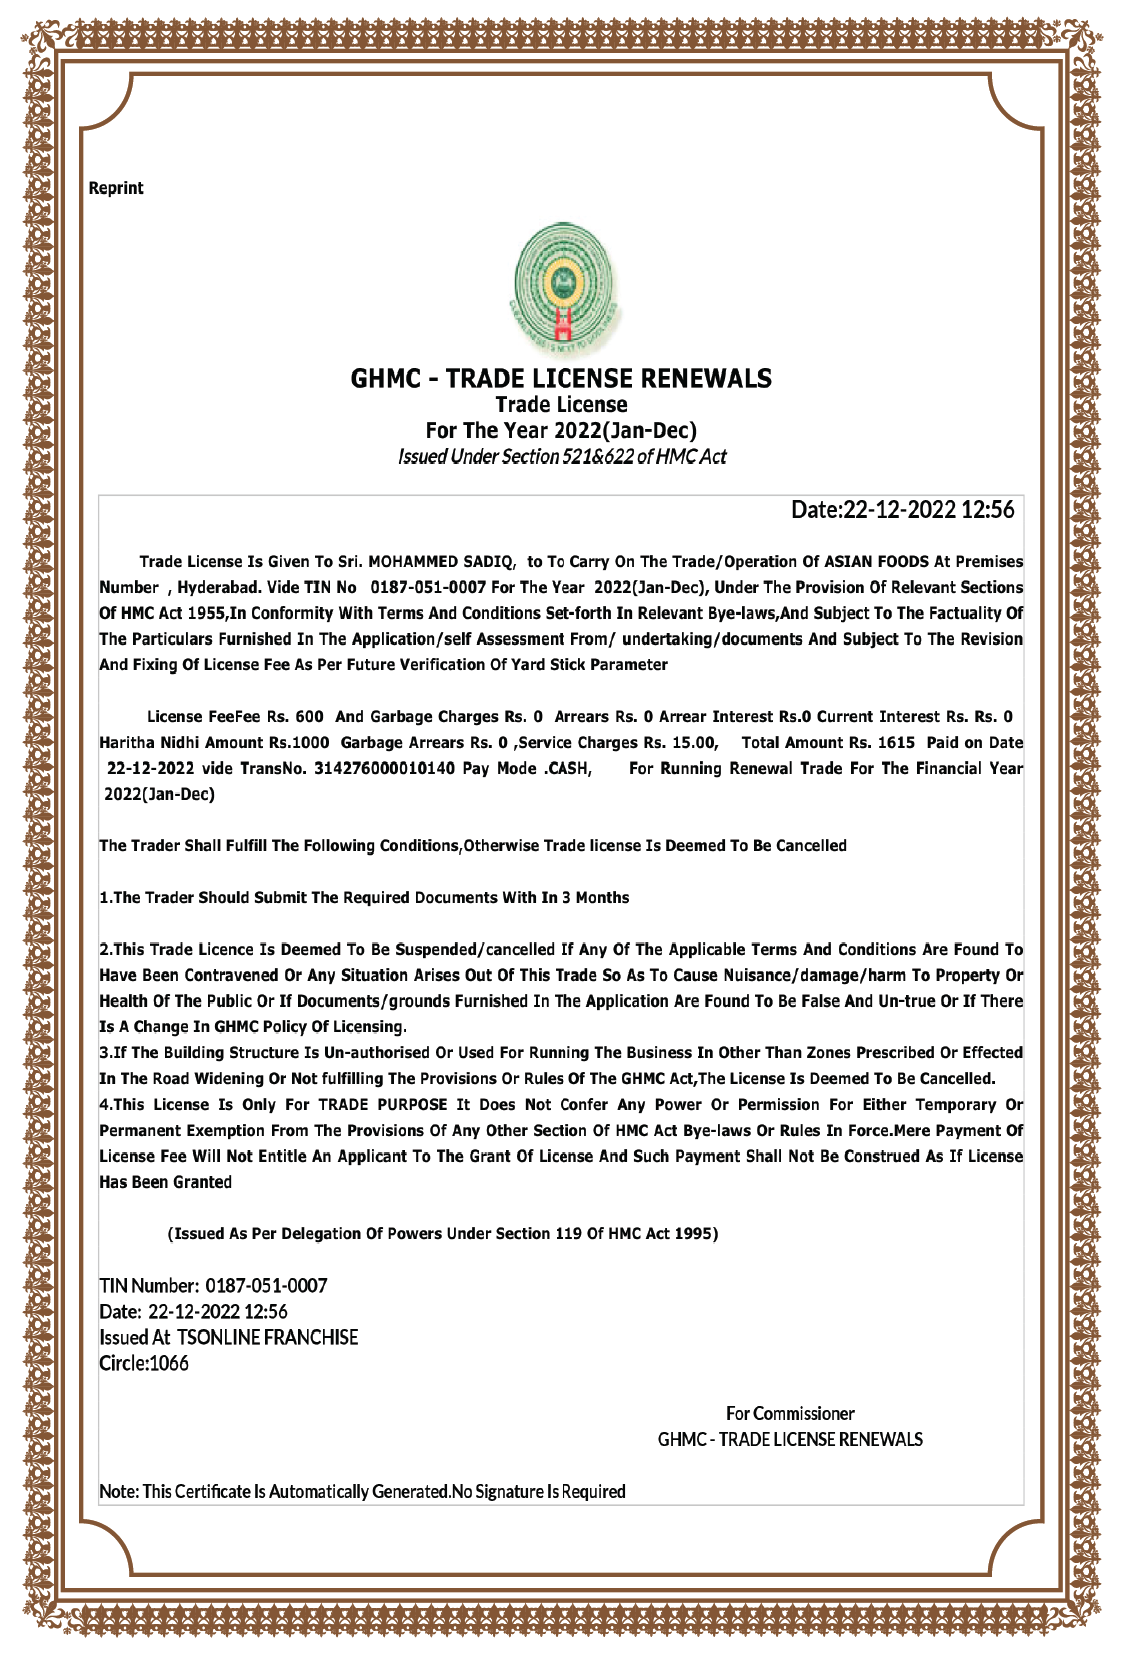 Reprint
CLEANLINESS IS NEXT TO GODLINESS
GHMC - TRADE LICENSE RENEWALS
Trade License
For The Year 2022(Jan-Dec)
Issued Under Section 521&622 of HMC Act
Date:22-12-2022 12:56
Trade License Is Given To Sri. MOHAMMED SADIQ, to To Carry On The Trade/Operation Of ASIAN FOODS At Premises
Number , Hyderabad. Vide TIN No 0187-051-0007 For The Year 2022(Jan-Dec), Under The Provision Of Relevant Sections
Of HMC Act 1955,In Conformity With Terms And Conditions Set-forth In Relevant Bye-laws,And Subject To The Factuality Of
The Particulars Furnished In The Application/self Assessment From/ undertaking/documents And Subject To The Revision
And Fixing Of License Fee As Per Future Verification Of Yard Stick Parameter
License FeeFee Rs. 600 And Garbage Charges Rs. 0 Arrears Rs. 0 Arrear Interest Rs.0 Current Interest Rs. Rs. 0
Haritha Nidhi Amount Rs.1000 Garbage Arrears Rs. 0 ,Service Charges Rs. 15.00, Total Amount Rs. 1615 Paid on Date
22-12-2022 vide TransNo. 314276000010140 Pay Mode .CASH, For Running Renewal Trade For The Financial Year
2022(Jan-Dec)
The Trader Shall Fulfill The Following Conditions,Otherwise Trade license Is Deemed To Be Cancelled
1.The Trader Should Submit The Required Documents With In 3 Months
2.This Trade Licence Is Deemed To Be Suspended/cancelled If Any Of The Applicable Terms And Conditions Are Found To
Have Been Contravened Or Any Situation Arises Out Of This Trade So As To Cause Nuisance/damage/harm To Property Or
Health Of The Public Or If Documents/grounds Furnished In The Application Are Found To Be False And Un-true Or If There
Is A Change In GHMC Policy Of Licensing.
3.If The Building Structure Is Un-authorised Or Used For Running The Business In Other Than Zones Prescribed Or Effected
In The Road Widening Or Not fulfilling The Provisions Or Rules Of The GHMC Act,The License Is Deemed To Be Cancelled.
4.This License Is Only For TRADE PURPOSE It Does Not Confer Any Power Or Permission For Either Temporary Or
Permanent Exemption From The Provisions Of Any Other Section Of HMC Act Bye-laws Or Rules In Force.Mere Payment Of
License Fee Will Not Entitle An Applicant To The Grant Of License And Such Payment Shall Not Be Construed As If License
Has Been Granted
(Issued As Per Delegation Of Powers Under Section 119 Of HMC Act 1995)
TIN Number: 0187-051-0007
Date: 22-12-2022 12:56
Issued At TSONLINE FRANCHISE
Circle:1066
For Commissioner
GHMC - TRADE LICENSE RENEWALS
Note: This Certificate Is Automatically Generated.No Signature Is Required